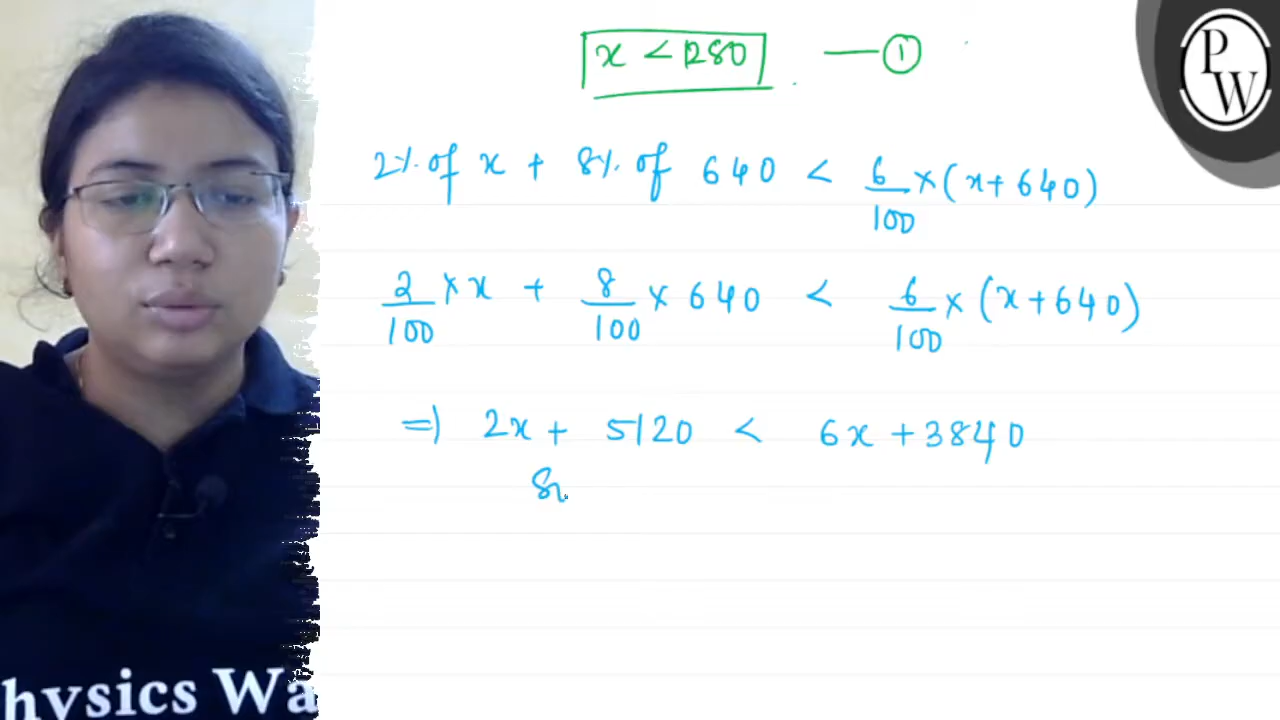 x < 1280 —①
PW
2% of x + 8% of 640 < 6/100 × (x + 640)
2/100 × x + 8/100 × 640 < 6/100 × (x + 640)
⇒ 2x + 5120 < 6x + 3840
hysics Wa